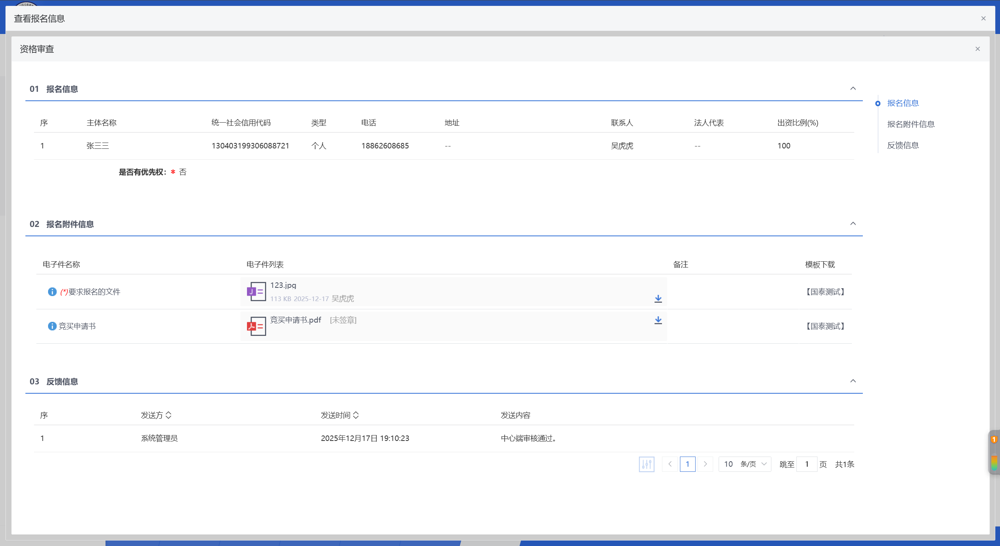 查看报名信息
资格审查
01 报名信息
序 主体名称 统一社会信用代码 类型 电话 地址 联系人 法人代表 出资比例(%)
1 张三三 130403199306088721 个人 18862608685 -- 吴虎虎 -- 100
是否有优先权：* 否
报名信息
报名附件信息
反馈信息
02 报名附件信息
电子件名称 电子件列表 备注 模板下载
(*)要求报名的文件 123.jpg 【国泰测试】
113 KB 2025-12-17 吴虎虎
竞买申请书 竞买申请书.pdf [未签章] 【国泰测试】
03 反馈信息
序 发送方 发送时间 发送内容
1 系统管理员 2025年12月17日 19:10:23 中心端审核通过。
1 10 条/页 跳至 1 页 共1条
1